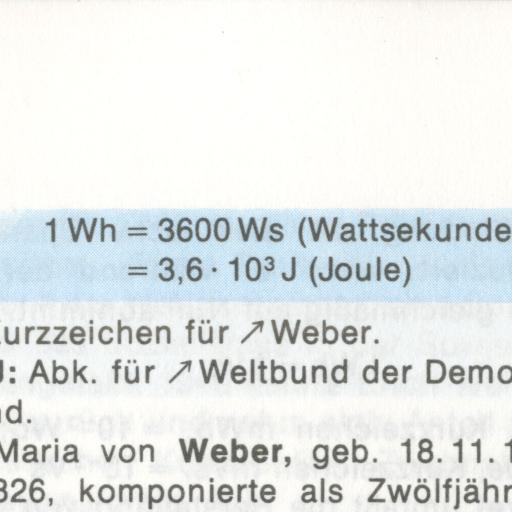 1 Wh = 3600 Ws (Wattsekunde
= 3,6 · 10³ J (Joule)
Kurzzeichen für ↗Weber.
J: Abk. für ↗Weltbund der Demo
nd.
Maria von Weber, geb. 18. 11. 1
826, komponierte als Zwölfjähr